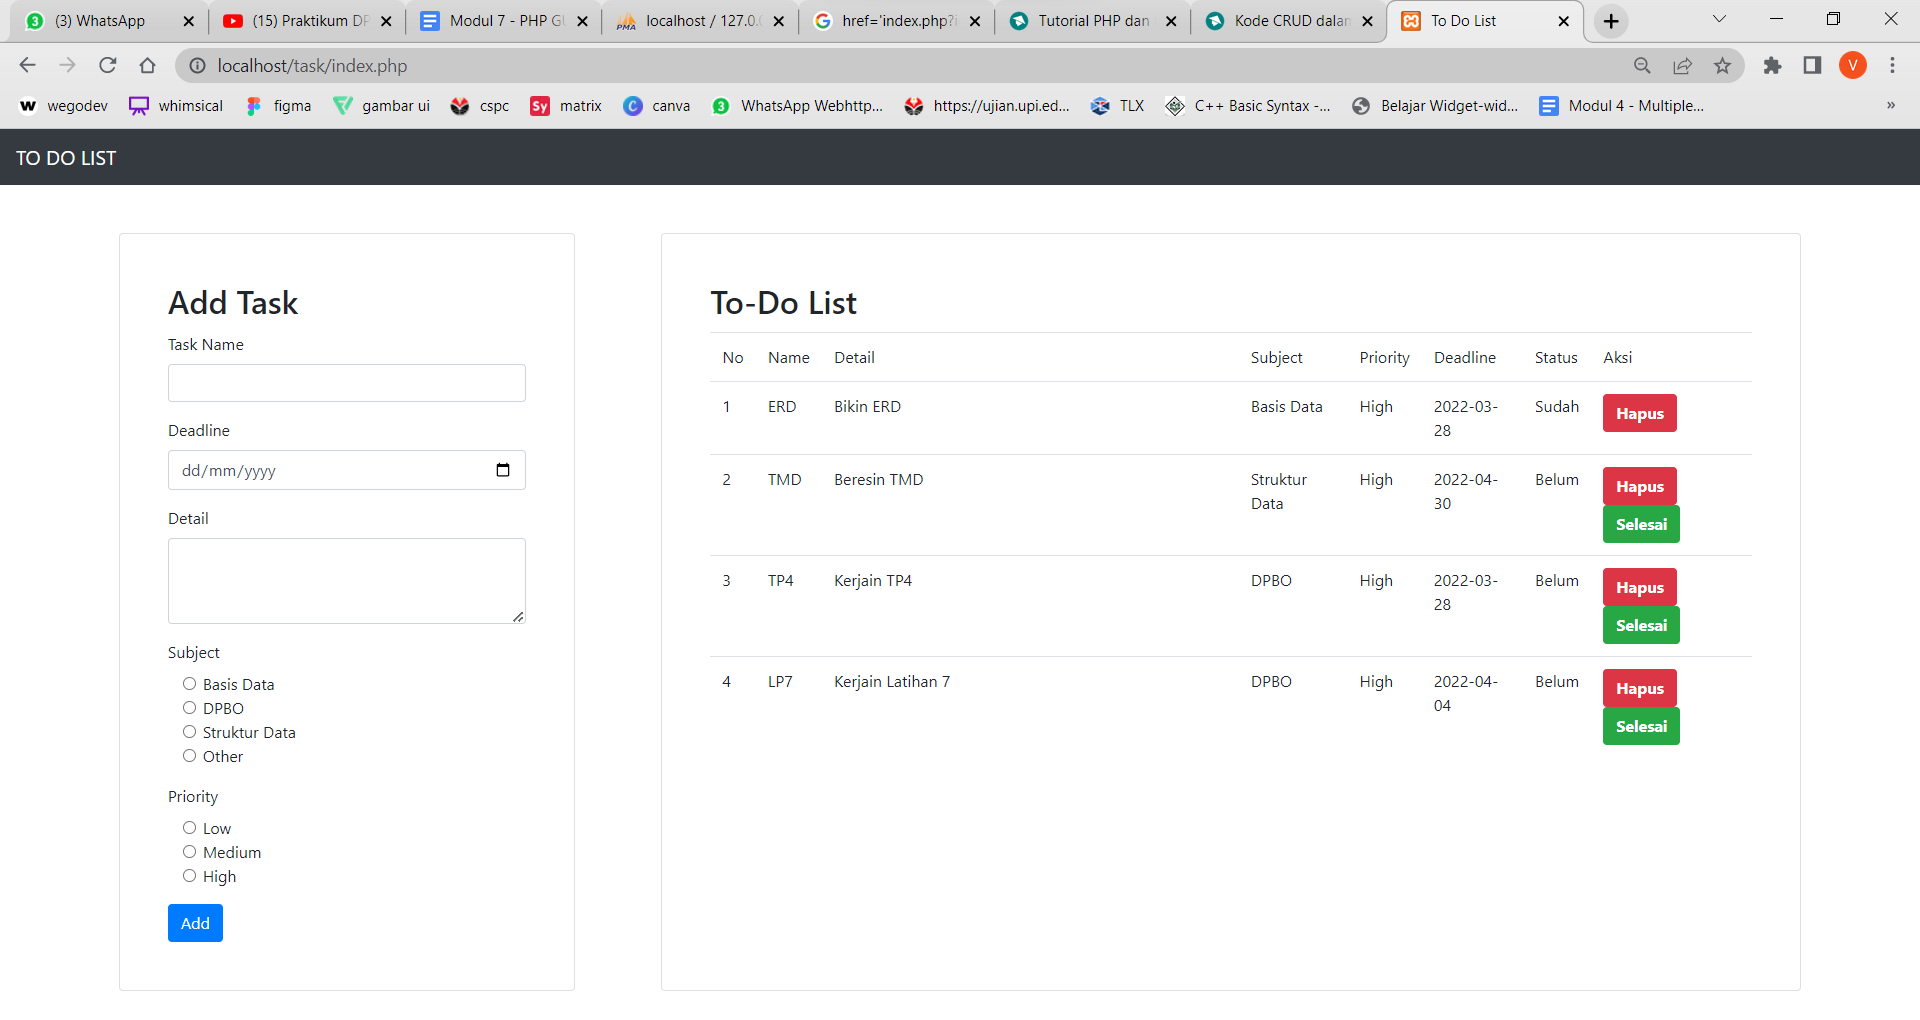 (3) WhatsApp
(15) Praktikum DP
Modul 7 - PHP GU
localhost / 127.0.0
href='index.php?i
Tutorial PHP dan
Kode CRUD dalan
To Do List
localhost/task/index.php
V
wegodev
whimsical
figma
gambar ui
cspc
Sy matrix
canva
WhatsApp Webhttp...
https://ujian.upi.ed...
TLX
C++ Basic Syntax -...
Belajar Widget-wid...
Modul 4 - Multiple...
»
TO DO LIST
Add Task
Task Name
Deadline
dd/mm/yyyy
Detail
Subject
Basis Data
DPBO
Struktur Data
Other
Priority
Low
Medium
High
Add
To-Do List
No Name Detail Subject Priority Deadline Status Aksi
1 ERD Bikin ERD Basis Data High 2022-03- Sudah Hapus
28
2 TMD Beresin TMD Struktur High 2022-04- Belum Hapus
Data 30 Selesai
3 TP4 Kerjain TP4 DPBO High 2022-03- Belum Hapus
28 Selesai
4 LP7 Kerjain Latihan 7 DPBO High 2022-04- Belum Hapus
04 Selesai